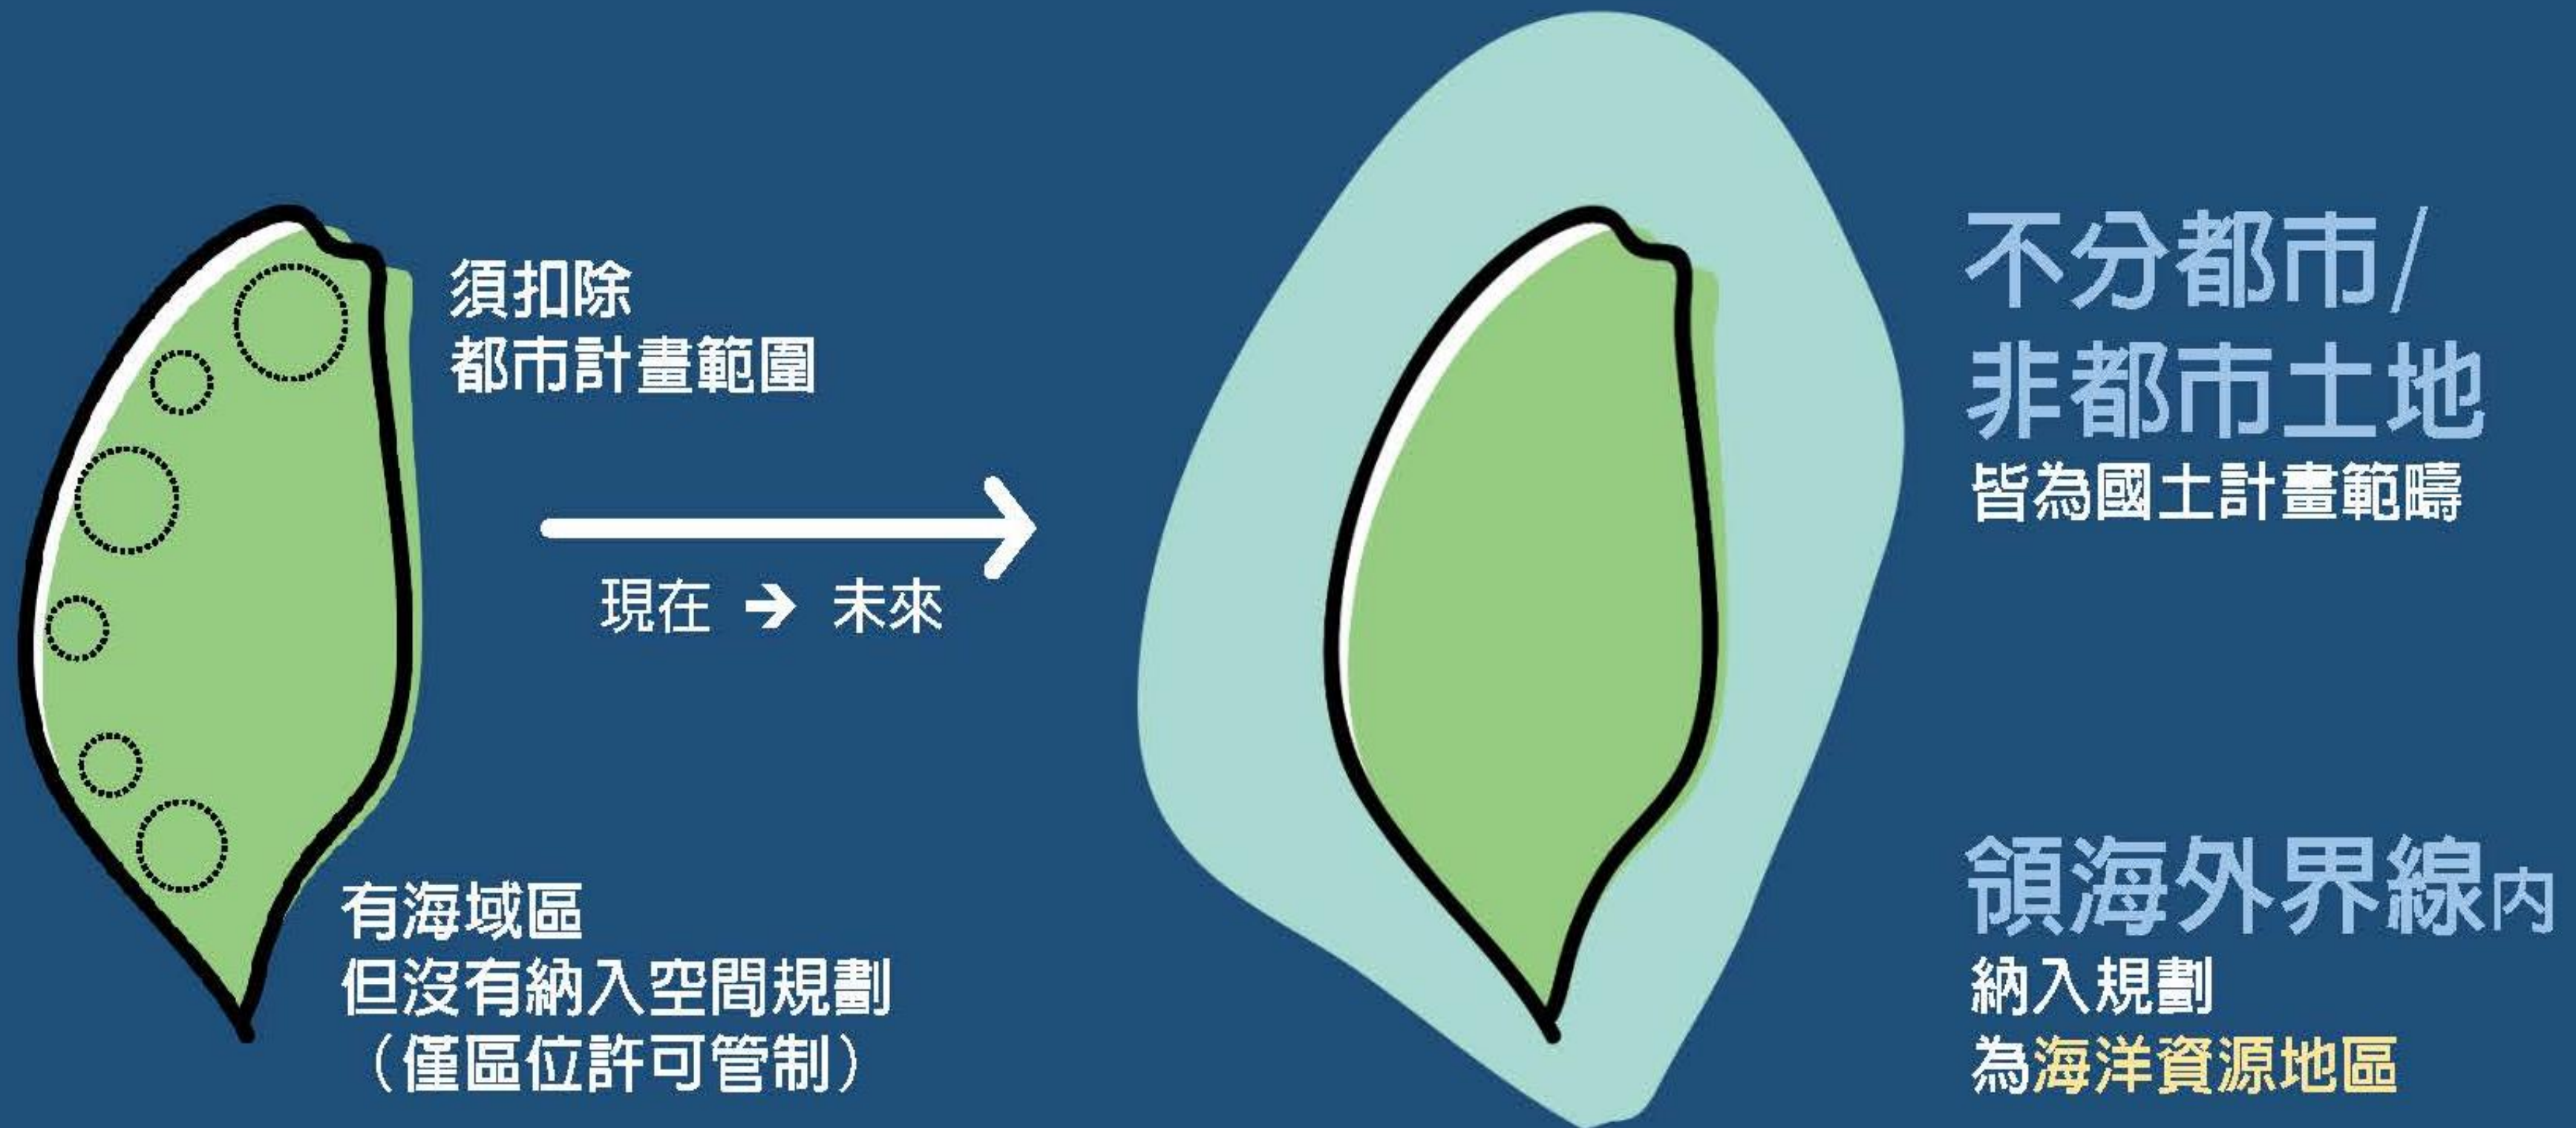 須扣除
都市計畫範圍
有海域區
但沒有納入空間規劃
（僅區位許可管制）
現在 ➔ 未來
不分都市/
非都市土地
皆為國土計畫範疇
領海外界線內
納入規劃
為海洋資源地區